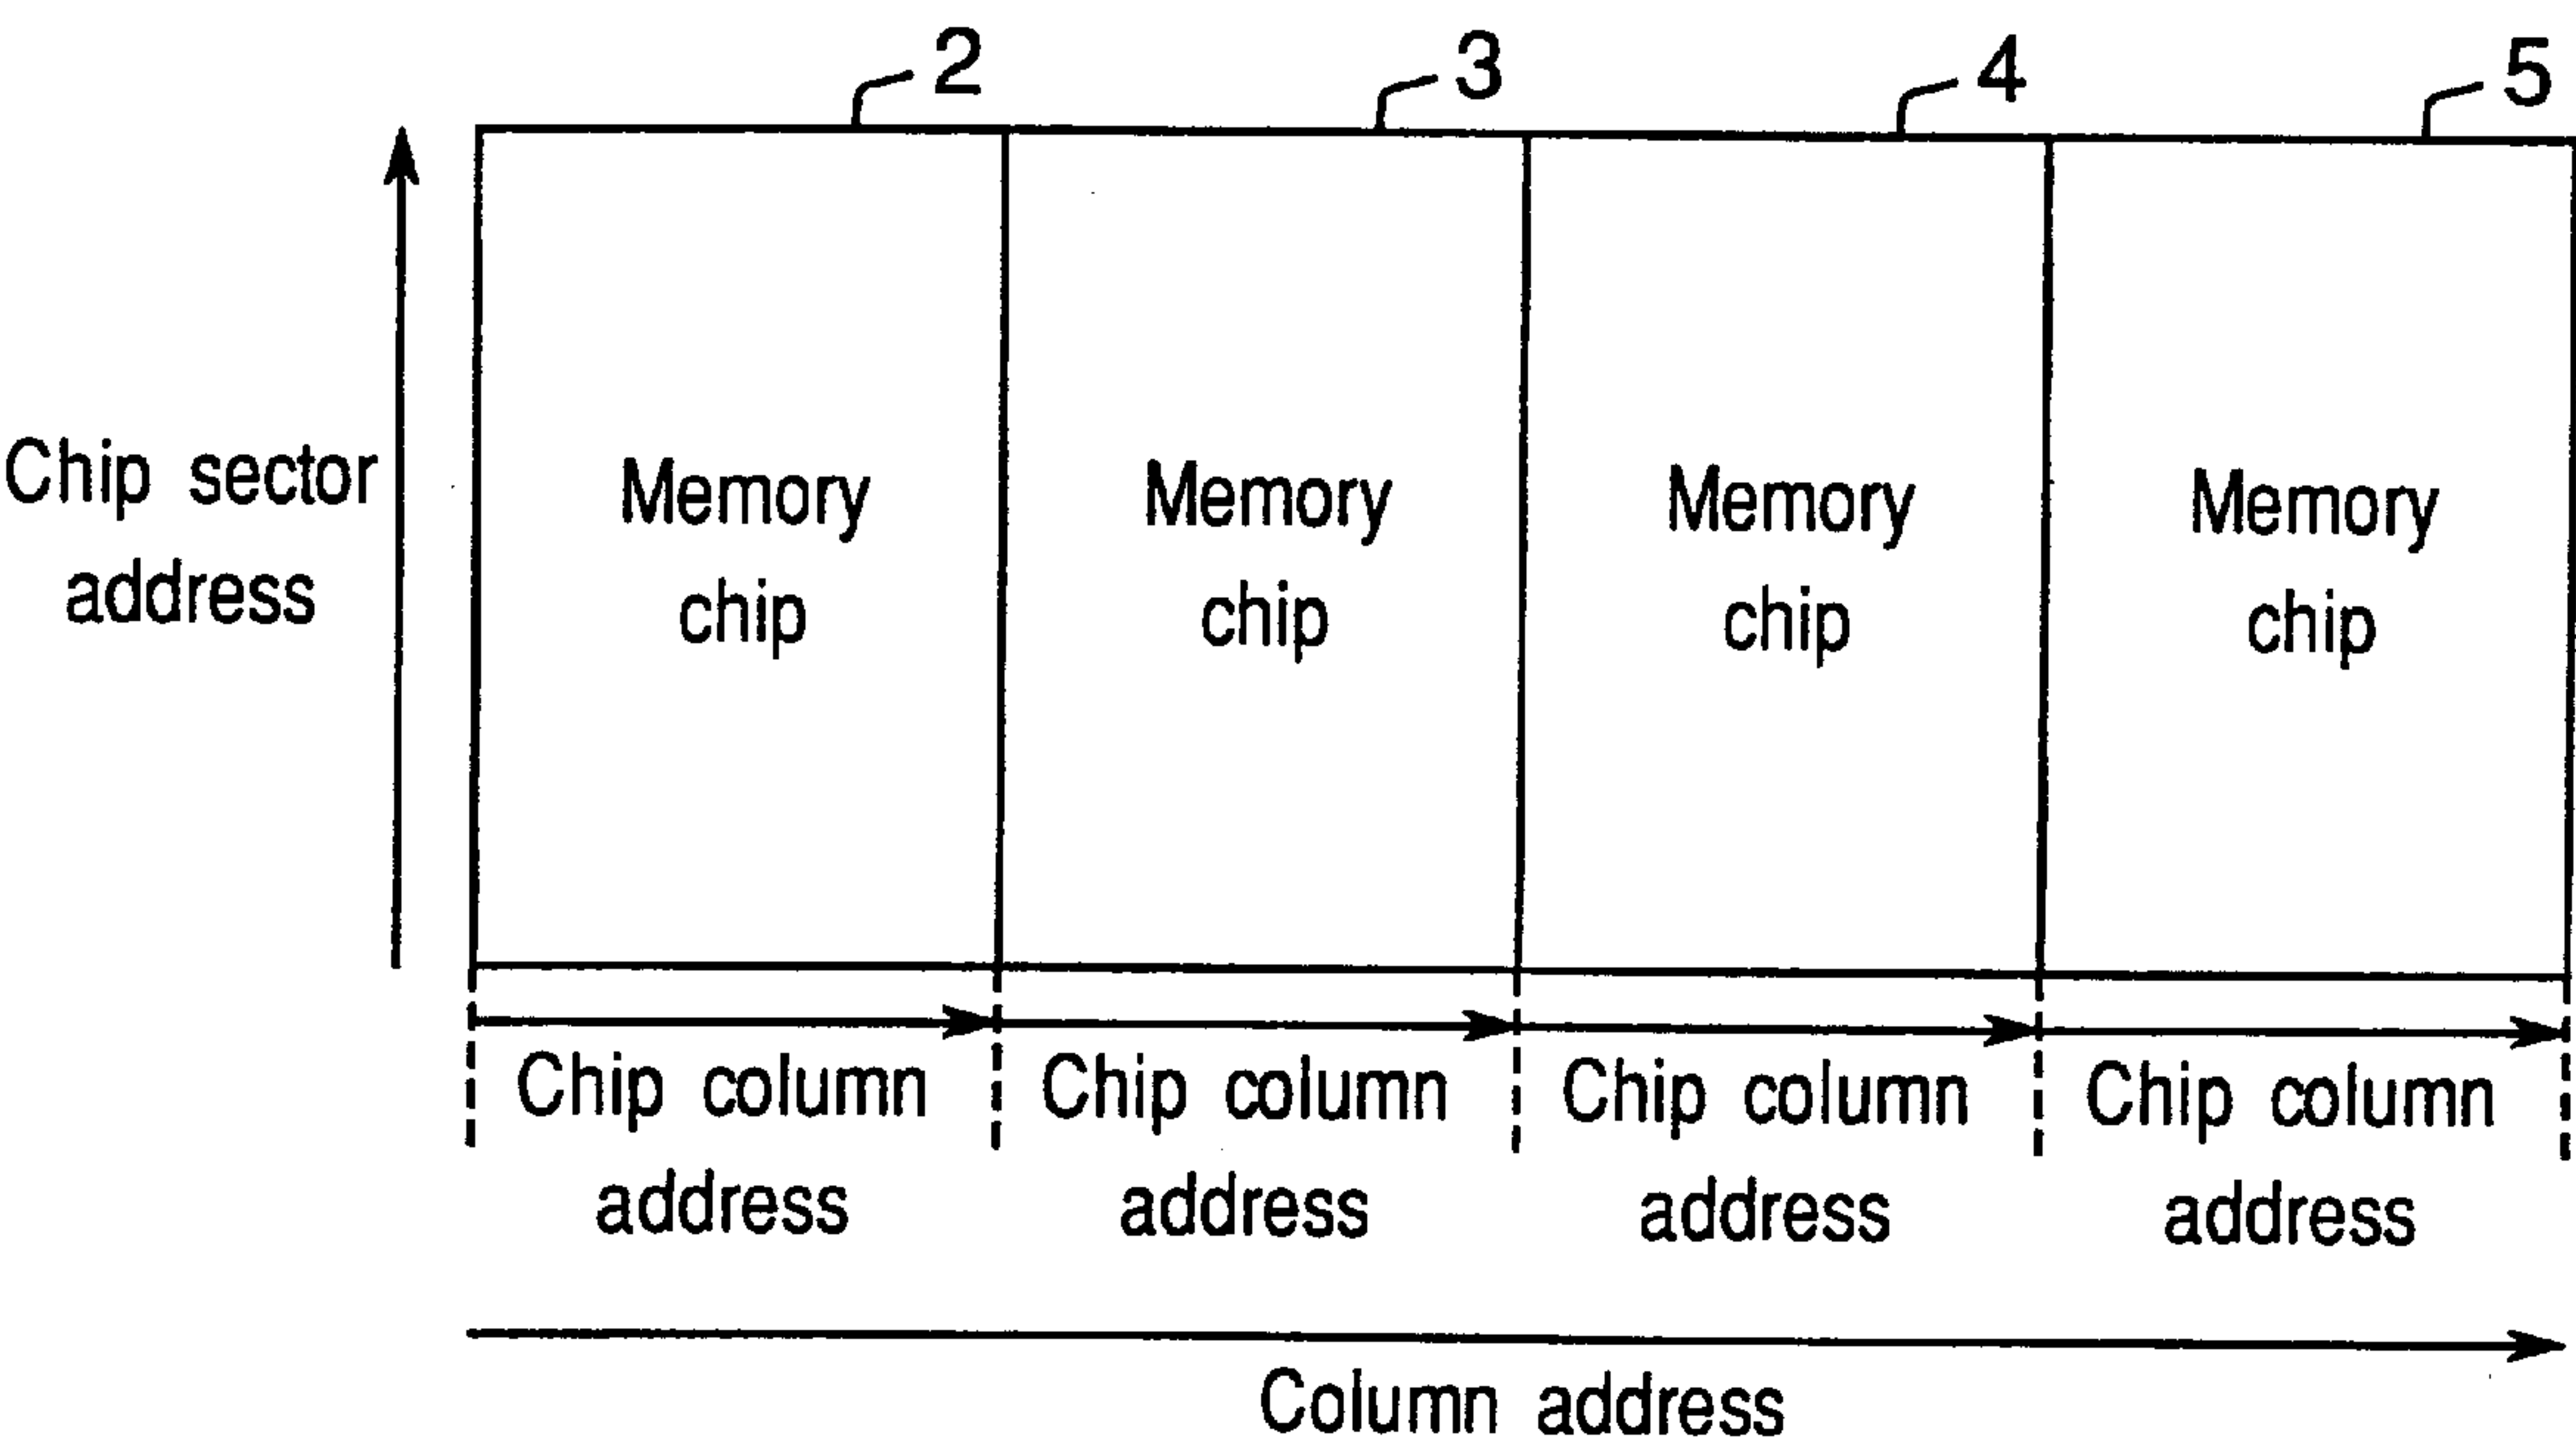 2 3 4 5
Chip sector
address
Memory
chip
Memory
chip
Memory
chip
Memory
chip
Chip column
address
Chip column
address
Chip column
address
Chip column
address
Column address